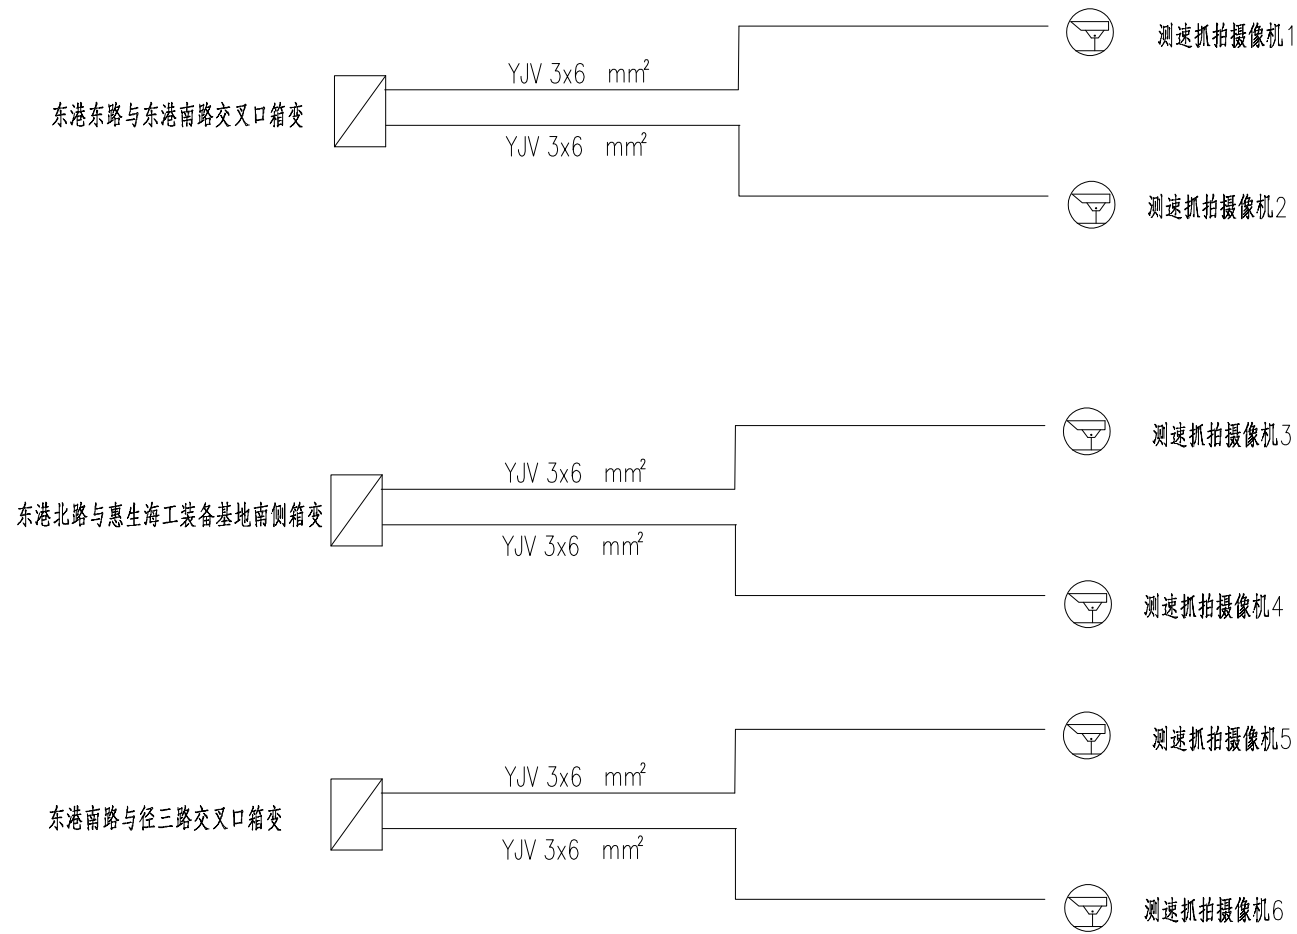 测速抓拍摄像机1
YJV 3x6 mm²
东港东路与东港南路交叉口箱变
YJV 3x6 mm²
测速抓拍摄像机2
测速抓拍摄像机3
YJV 3x6 mm²
东港北路与惠生海工装备基地南侧箱变
YJV 3x6 mm²
测速抓拍摄像机4
测速抓拍摄像机5
YJV 3x6 mm²
东港南路与径三路交叉口箱变
YJV 3x6 mm²
测速抓拍摄像机6